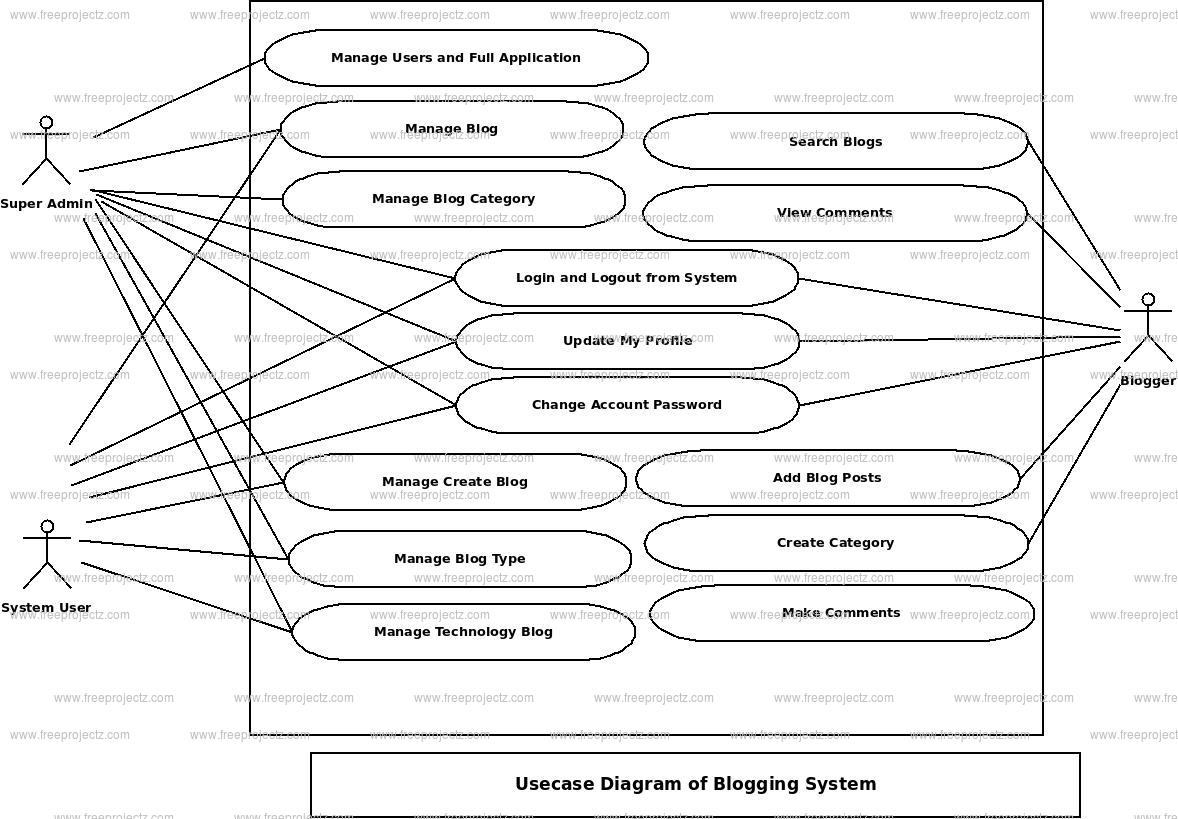 Manage Users and Full Application
Manage Blog
Search Blogs
Manage Blog Category
Super Admin
View Comments
Login and Logout from System
Update My Profile
Blogger
Change Account Password
Manage Create Blog
Add Blog Posts
Create Category
Manage Blog Type
System User
Make Comments
Manage Technology Blog
Usecase Diagram of Blogging System
www.freeprojectz.com